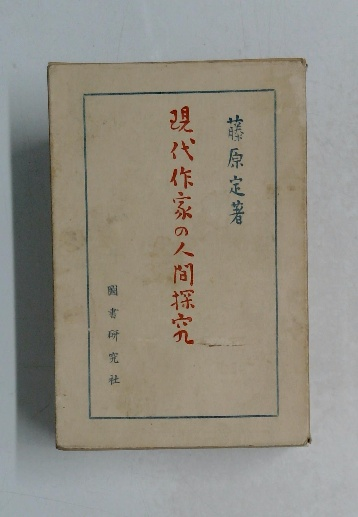 藤原定著
現代作家の人間探究
圖書研究社